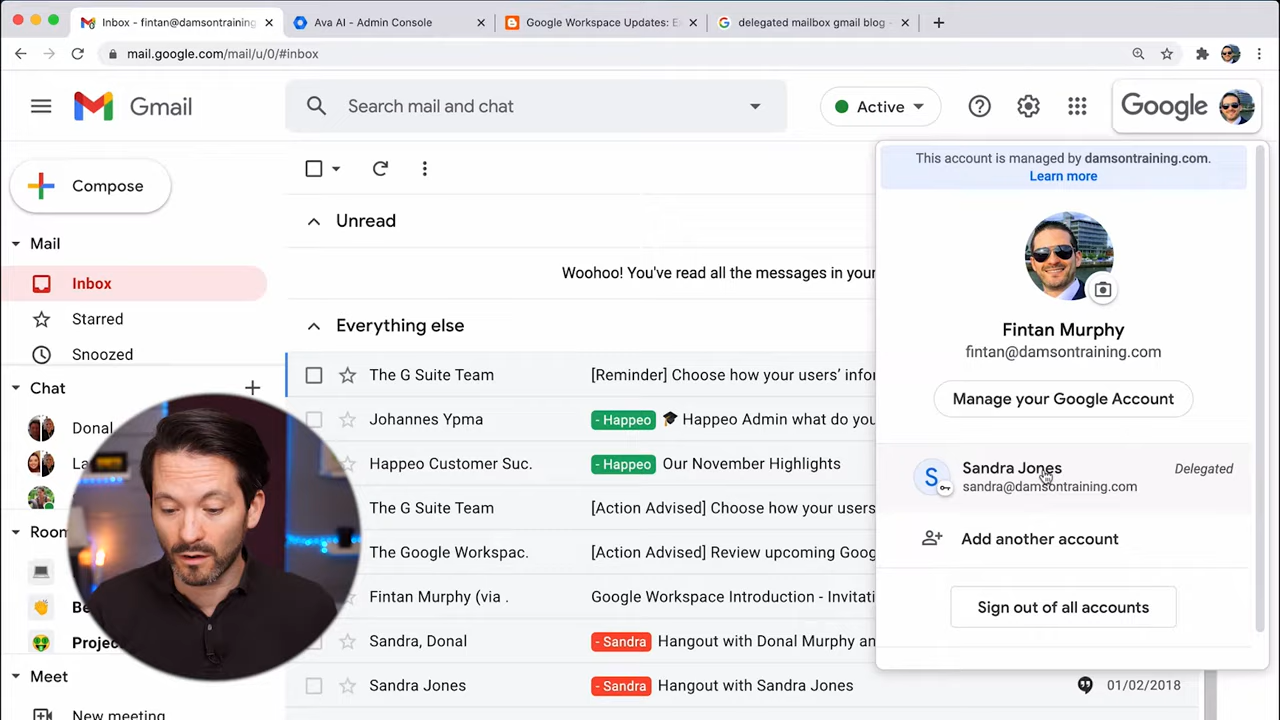 Inbox - fintan@damsontraining
Ava AI - Admin Console
Google Workspace Updates: E
delegated mailbox gmail blog -
mail.google.com/mail/u/0/#inbox
Gmail
Search mail and chat
Active
Google
Compose
Mail
Inbox
Starred
Snoozed
Chat
Donal
La
Room
Be
Project
Meet
New meeting
Unread
Woohoo! You've read all the messages in your
Everything else
The G Suite Team [Reminder] Choose how your users' infor
Johannes Ypma - Happeo 🎓 Happeo Admin what do you
Happeo Customer Suc. - Happeo Our November Highlights
The G Suite Team [Action Advised] Choose how your users
The Google Workspac. [Action Advised] Review upcoming Goog
Fintan Murphy (via . Google Workspace Introduction - Invitati
Sandra, Donal - Sandra Hangout with Donal Murphy an
Sandra Jones - Sandra Hangout with Sandra Jones 01/02/2018
This account is managed by damsontraining.com.
Learn more
Fintan Murphy
fintan@damsontraining.com
Manage your Google Account
S
Sandra Jones Delegated
sandra@damsontraining.com
Add another account
Sign out of all accounts